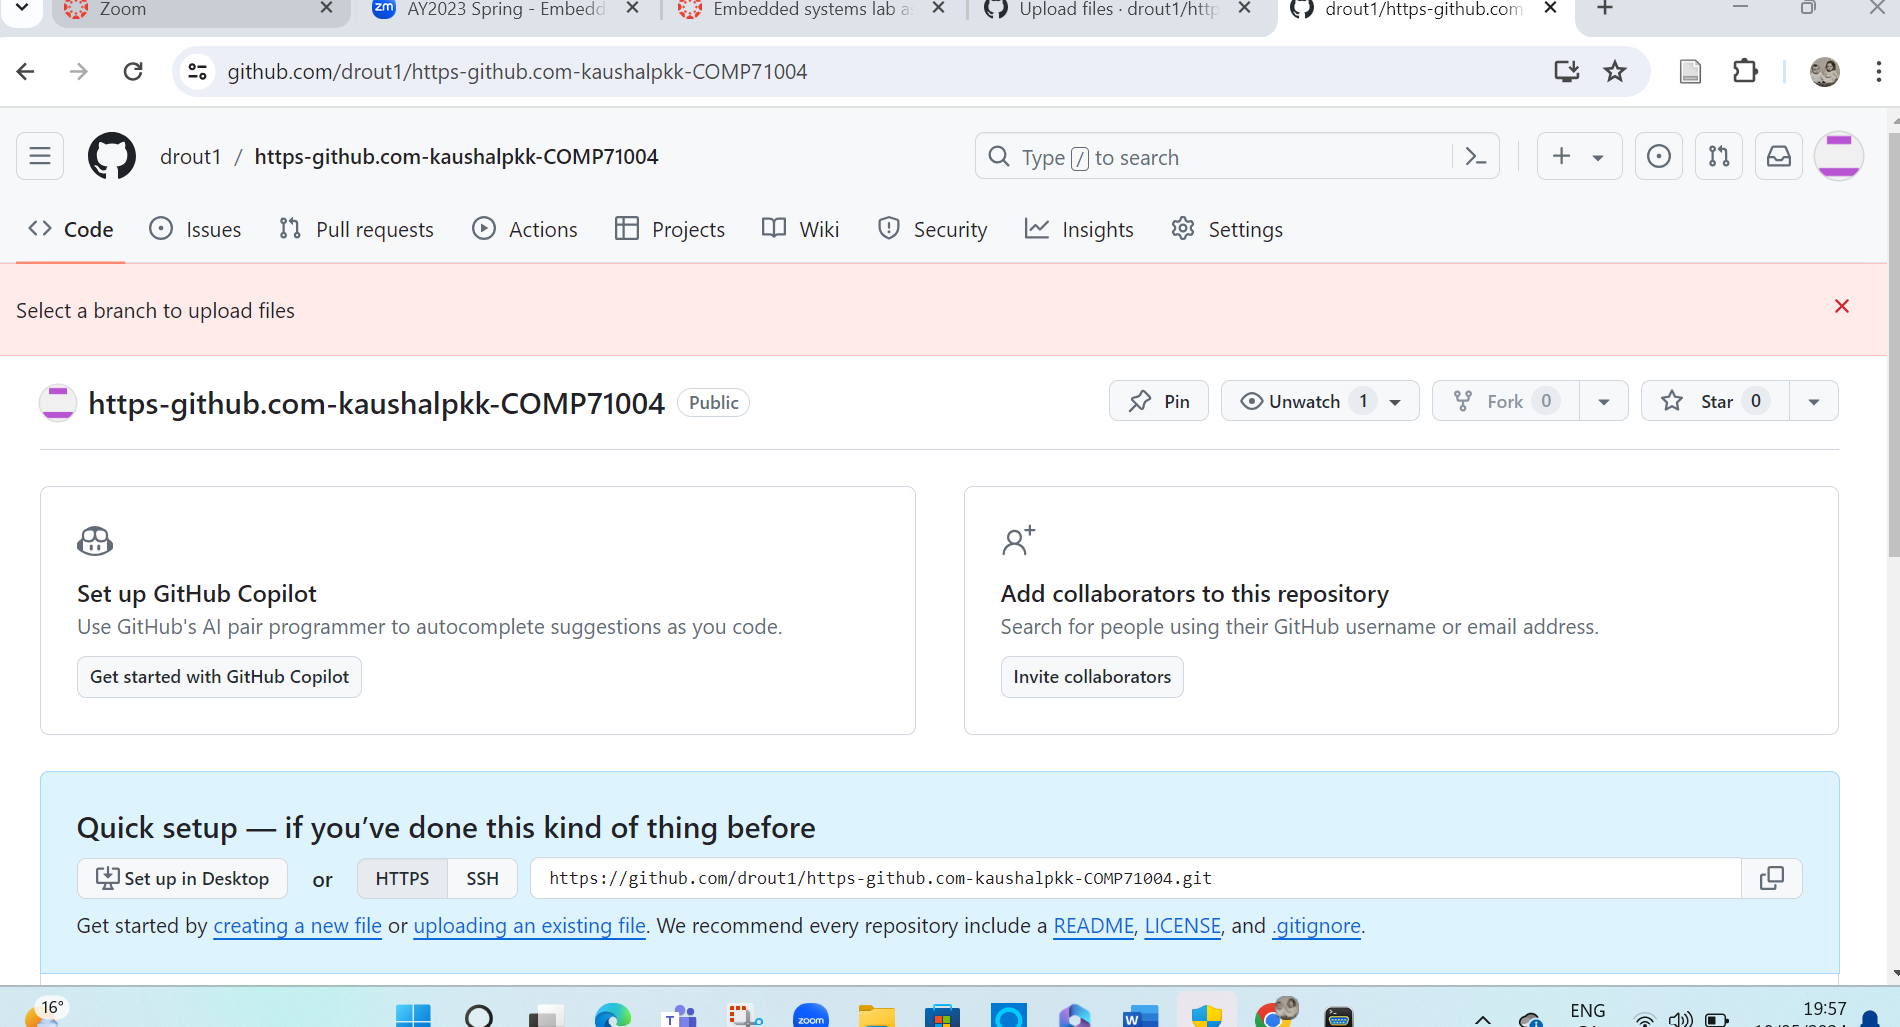 Zoom
zm AY2023 Spring - Embedd
Embedded systems lab as
Upload files · drout1/http
drout1/https-github.com
github.com/drout1/https-github.com-kaushalpkk-COMP71004
drout1 / https-github.com-kaushalpkk-COMP71004
Type / to search
Code Issues Pull requests Actions Projects Wiki Security Insights Settings
Select a branch to upload files
https-github.com-kaushalpkk-COMP71004 Public
Pin Unwatch 1 Fork 0 Star 0
Set up GitHub Copilot
Use GitHub's AI pair programmer to autocomplete suggestions as you code.
Get started with GitHub Copilot
Add collaborators to this repository
Search for people using their GitHub username or email address.
Invite collaborators
Quick setup — if you’ve done this kind of thing before
Set up in Desktop or HTTPS SSH https://github.com/drout1/https-github.com-kaushalpkk-COMP71004.git
Get started by creating a new file or uploading an existing file. We recommend every repository include a README, LICENSE, and .gitignore.
16°
zoom
ENG
19:57